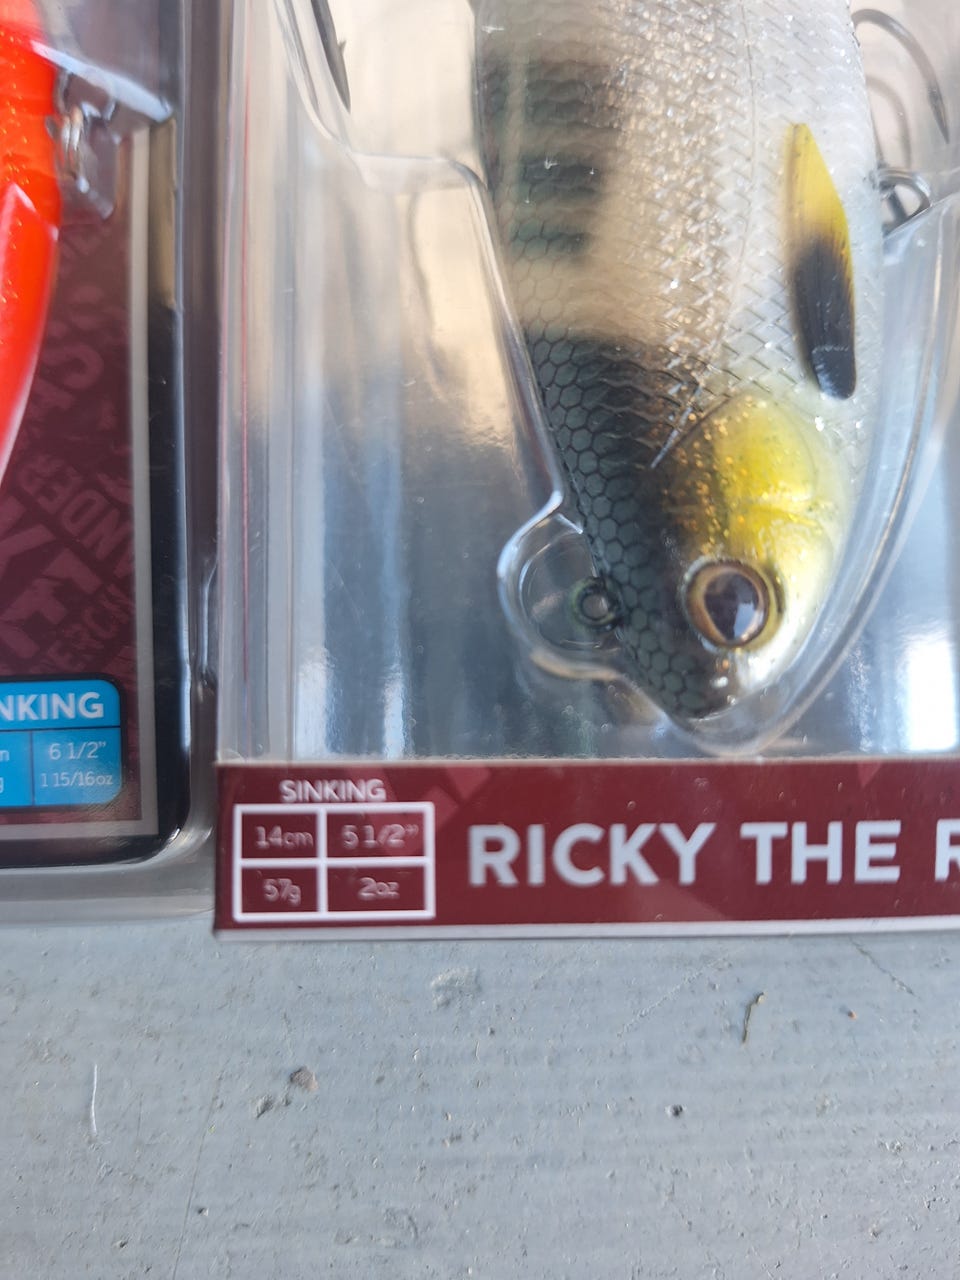 NKING
m 6 1/2"
g 1 15/16oz
SINKING
14cm 5 1/2"
57g 2oz
RICKY THE R